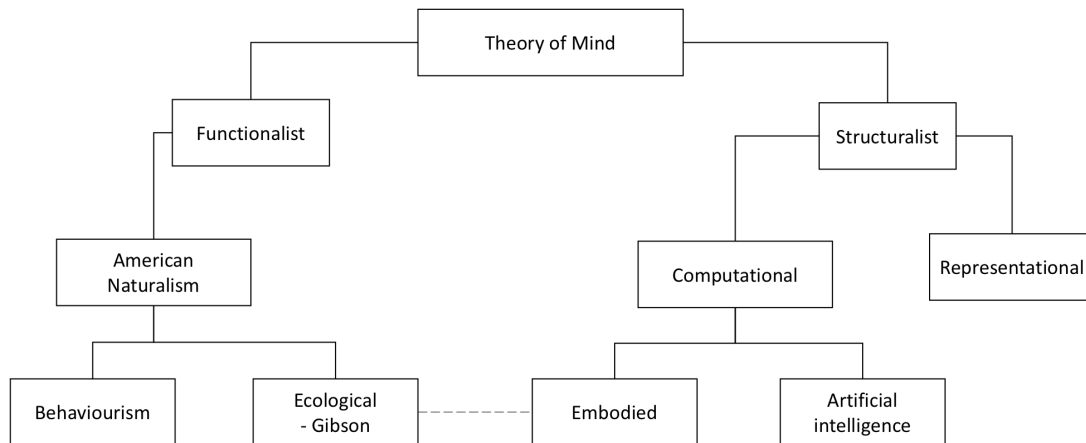 Theory of Mind
Functionalist
Structuralist
American
Naturalism
Computational
Representational
Behaviourism
Ecological
- Gibson
Embodied
Artificial
intelligence